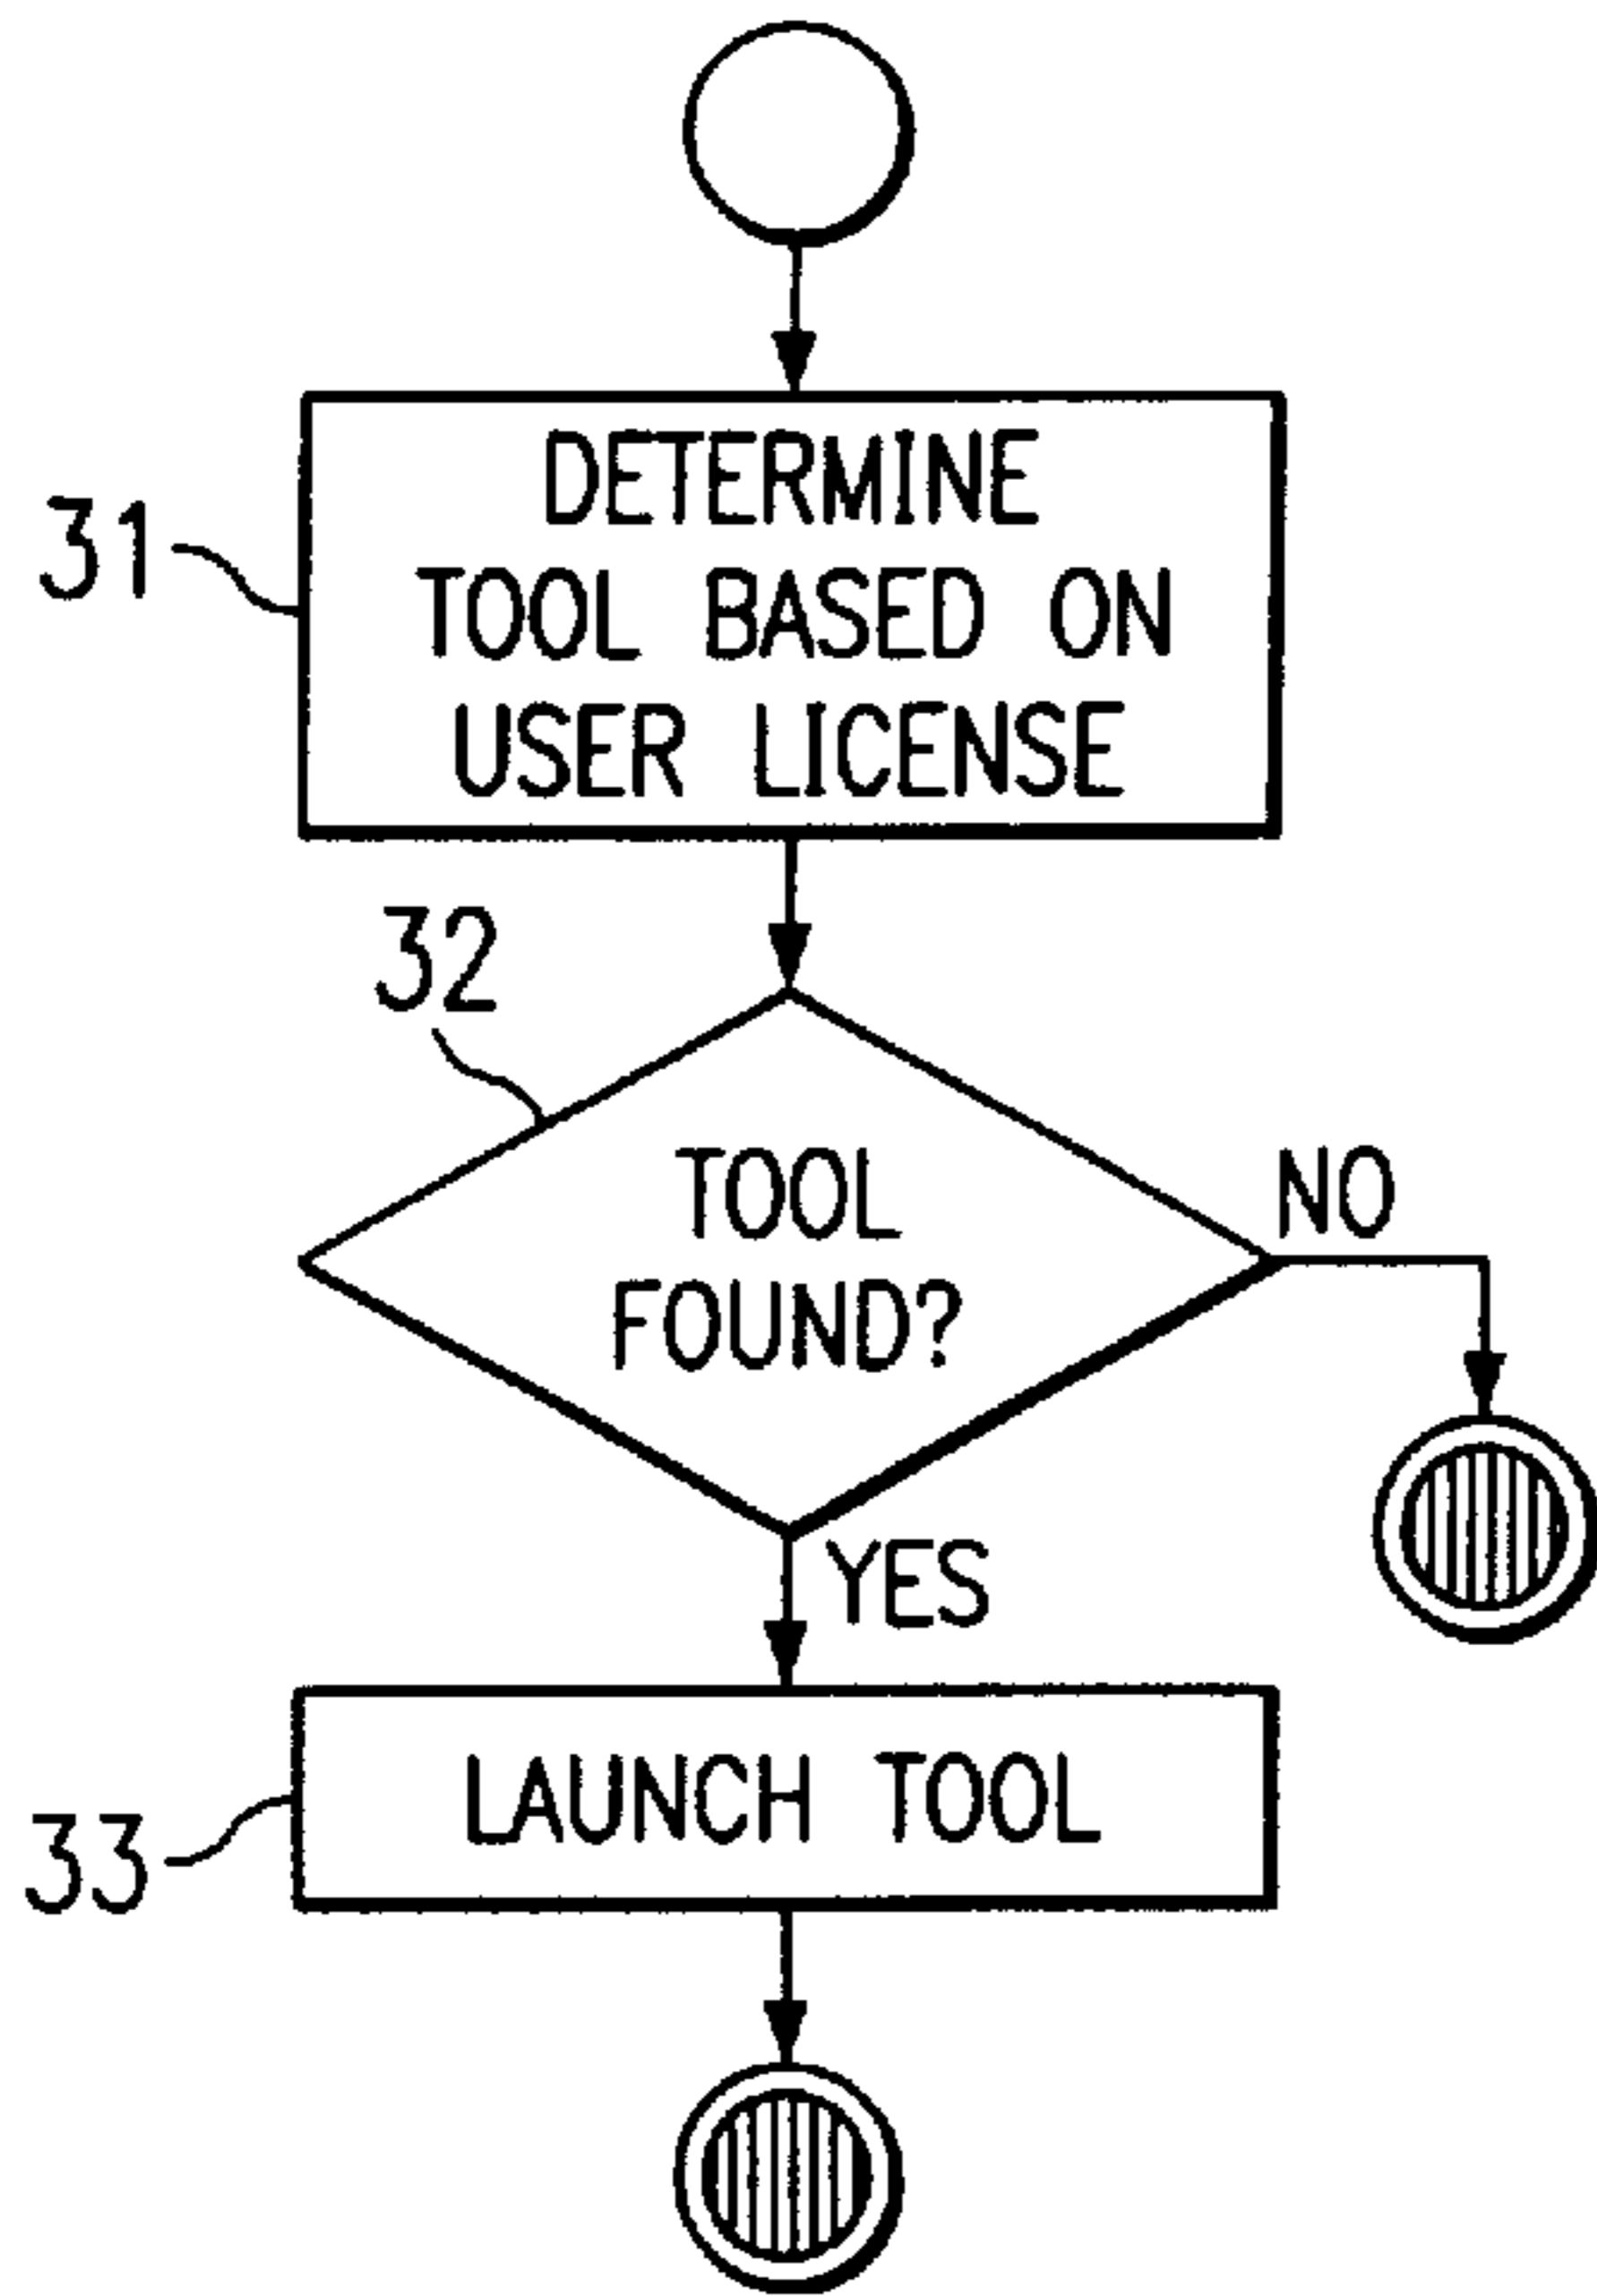 31
DETERMINE
TOOL BASED ON
USER LICENSE
32
TOOL
FOUND?
NO
YES
33
LAUNCH TOOL